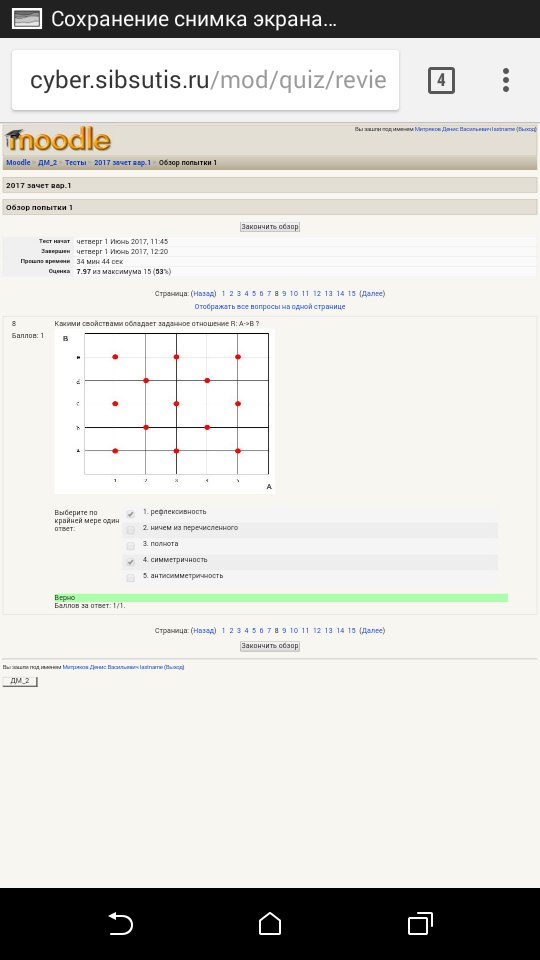 Сохранение снимка экрана...
cyber.sibsutis.ru/mod/quiz/revie
4
moodle
Вы зашли под именем Митряков Денис Васильевич lastname (Выход)
Moodle ► ДМ_2 ► Тесты ► 2017 зачет вар.1 ► Обзор попытки 1
2017 зачет вар.1
Обзор попытки 1
Закончить обзор
Тест начат четверг 1 Июнь 2017, 11:45
Завершен четверг 1 Июнь 2017, 12:20
Прошло времени 34 мин 44 сек
Оценка 7.97 из максимума 15 (53%)
Страница: (Назад) 1 2 3 4 5 6 7 8 9 10 11 12 13 14 15 (Далее)
Отображать все вопросы на одной странице
8
Баллов: 1
Какими свойствами обладает заданное отношение R: A->B ?
B
e
d
c
b
a
1 2 3 4 5
A
Выберите по крайней мере один ответ:
1. рефлексивность
2. ничем из перечисленного
3. полнота
4. симметричность
5. антисимметричность
Верно
Баллов за ответ: 1/1.
Страница: (Назад) 1 2 3 4 5 6 7 8 9 10 11 12 13 14 15 (Далее)
Закончить обзор
Вы зашли под именем Митряков Денис Васильевич lastname (Выход)
ДМ_2